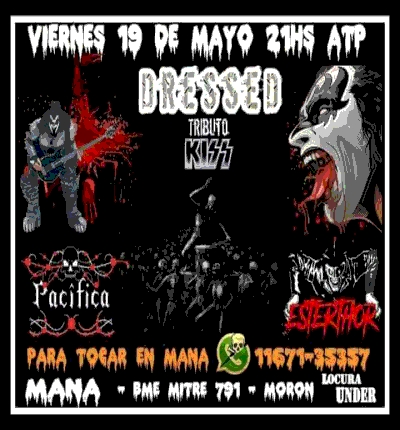 VIERNES 19 DE MAYO 21HS ATP
DRESSED
TRIBUTO
KISS
Pacifica
ESTERTHOR
PARA TOCAR EN MANA 11671-35357
MANA - BME MITRE 791 - MORON LOCURA UNDER